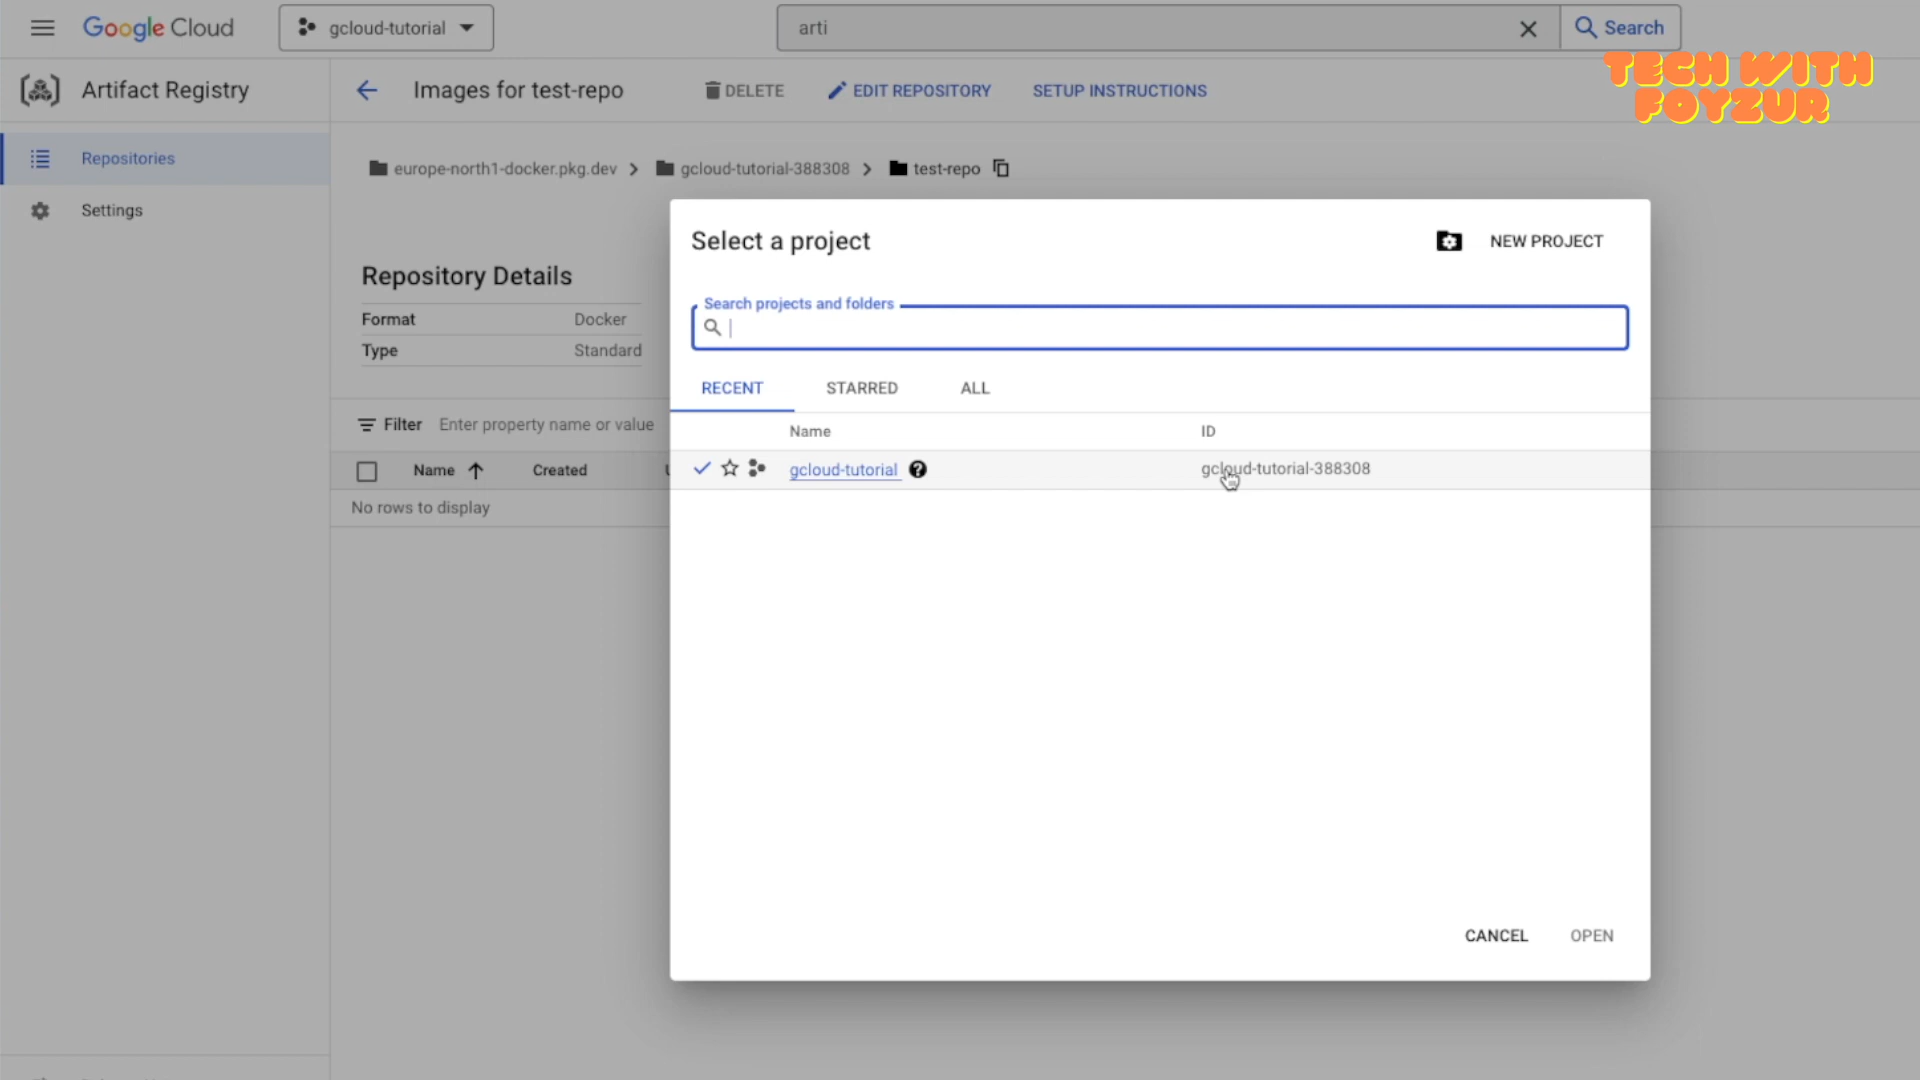 Google Cloud
gcloud-tutorial
arti
Search
TECH WITH
FOYZUR
Artifact Registry
Images for test-repo
DELETE
EDIT REPOSITORY
SETUP INSTRUCTIONS
Repositories
Settings
europe-north1-docker.pkg.dev
gcloud-tutorial-388308
test-repo
Repository Details
Format Docker
Type Standard
Filter Enter property name or value
Name Created
No rows to display
Select a project
NEW PROJECT
Search projects and folders
RECENT STARRED ALL
Name ID
gcloud-tutorial gcloud-tutorial-388308
CANCEL OPEN